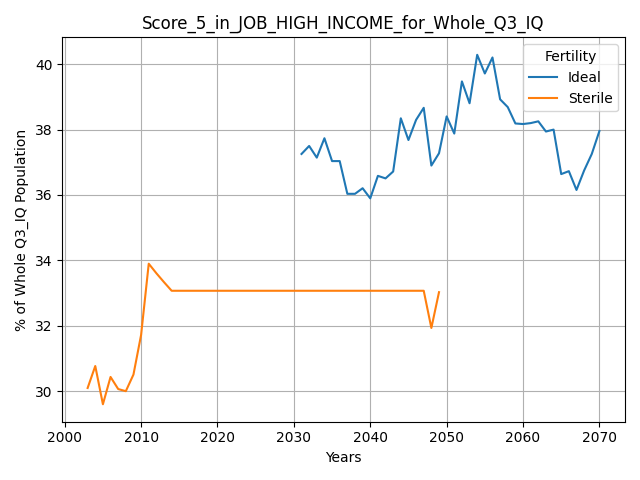 Score_5_in_JOB_HIGH_INCOME_for_Whole_Q3_IQ
Fertility
Ideal
Sterile
% of Whole Q3_IQ Population
40
38
36
34
32
30
2000
2010
2020
2030
2040
2050
2060
2070
Years